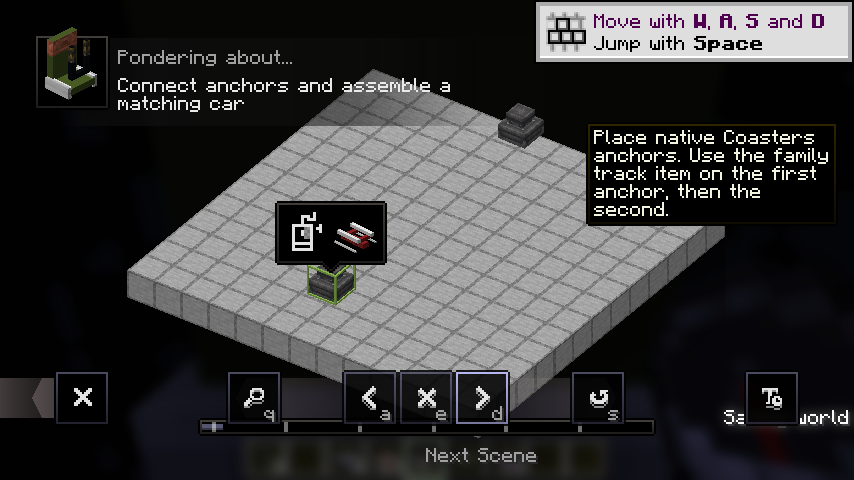 Move with W, A, S and D
Jump with Space
Pondering about...
Connect anchors and assemble a
matching car
Place native Coasters
anchors. Use the family
track item on the first
anchor, then the
second.
q
a
e
d
s
Next Scene